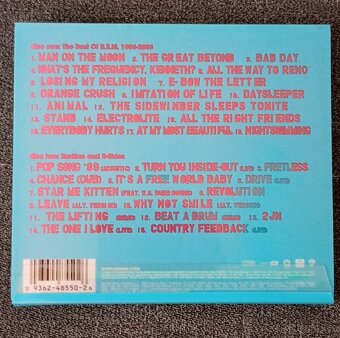 disc one: The Best Of R.E.M. 1988-2003
1. MAN ON THE MOON 2. THE GREAT BEYOND 3. BAD DAY
4. WHAT'S THE FREQUENCY, KENNETH? 5. ALL THE WAY TO RENO
6. LOSING MY RELIGION 7. E-BOW THE LETTER
8. ORANGE CRUSH 9. IMITATION OF LIFE 10. DAYSLEEPER
11. ANIMAL 12. THE SIDEWINDER SLEEPS TONITE
13. STAND 14. ELECTROLITE 15. ALL THE RIGHT FRIENDS
16. EVERYBODY HURTS 17. AT MY MOST BEAUTIFUL 18. NIGHTSWIMMING
disc two: Rarities and B-Sides
1. POP SONG '89 (ACOUSTIC) 2. TURN YOU INSIDE-OUT (LIVE) 3. FRETLESS
4. CHANCE (DUB) 5. IT'S A FREE WORLD BABY 6. DRIVE (LIVE)
7. STAR ME KITTEN (FEAT. W.S. BURROUGHS) 8. REVOLUTION
9. LEAVE (ALT. VERSION) 10. WHY NOT SMILE (ALT. VERSION)
11. THE LIFTING (DEMO) 12. BEAT A DRUM (DEMO) 13. 2JN
14. THE ONE I LOVE (LIVE) 15. COUNTRY FEEDBACK (LIVE)
0 9362-48550-2 6